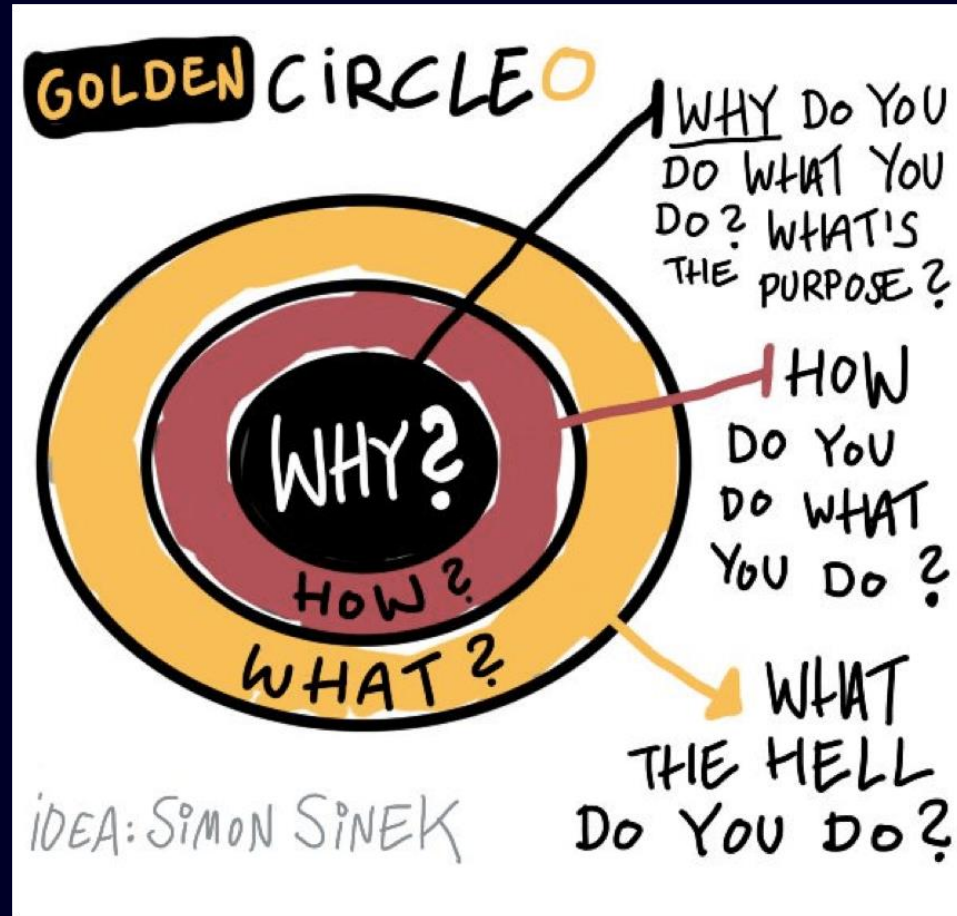 GOLDEN CIRCLE
WHY DO YOU
DO WHAT YOU
DO? WHAT'S
THE PURPOSE?
HOW
DO YOU
DO WHAT
YOU DO?
WHY?
HOW?
WHAT?
WHAT
THE HELL
DO YOU DO?
IDEA: SIMON SINEK